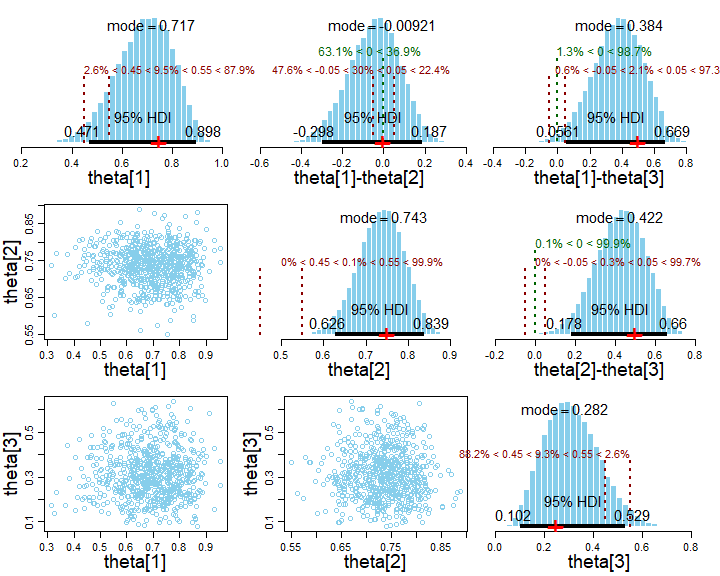 mode = 0.717
2.6% < 0.45 < 9.5% < 0.55 < 87.9%
95% HDI
0.471 0.898
0.2 0.4 0.6 0.8 1.0
theta[1]
mode = -0.00921
63.1% < 0 < 36.9%
47.6% < -0.05 < 30% < 0.05 < 22.4%
95% HDI
-0.298 0.187
-0.6 -0.4 -0.2 0.0 0.2 0.4
theta[1]-theta[2]
mode = 0.384
1.3% < 0 < 98.7%
0.6% < -0.05 < 2.1% < 0.05 < 97.3
95% HDI
0.0561 0.669
-0.4 -0.2 0.0 0.2 0.4 0.6 0.8
theta[1]-theta[3]
theta[2]
0.55 0.65 0.75 0.85
0.3 0.4 0.5 0.6 0.7 0.8 0.9
theta[1]
mode = 0.743
0% < 0.45 < 0.1% < 0.55 < 99.9%
95% HDI
0.626 0.839
0.5 0.6 0.7 0.8 0.9
theta[2]
mode = 0.422
0.1% < 0 < 99.9%
0% < -0.05 < 0.3% < 0.05 < 99.7%
95% HDI
0.178 0.66
-0.2 0.0 0.2 0.4 0.6 0.8
theta[2]-theta[3]
theta[3]
0.1 0.3 0.5
0.3 0.4 0.5 0.6 0.7 0.8 0.9
theta[1]
theta[3]
0.1 0.3 0.5
0.55 0.65 0.75 0.85
theta[2]
mode = 0.282
88.2% < 0.45 < 9.3% < 0.55 < 2.6%
95% HDI
0.102 0.529
0.0 0.2 0.4 0.6 0.8
theta[3]